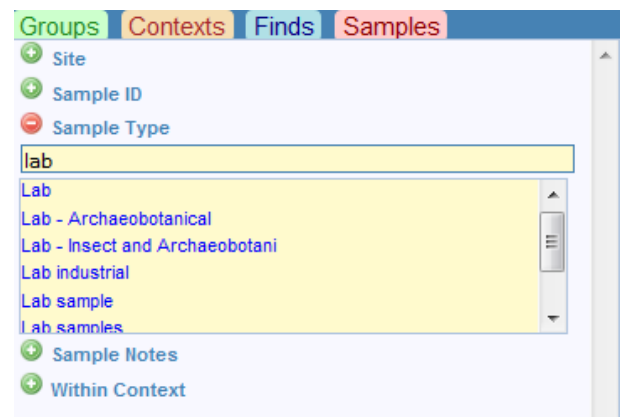 Groups Contexts Finds Samples
Site
Sample ID
Sample Type
lab
Lab
Lab - Archaeobotanical
Lab - Insect and Archaeobotani
Lab industrial
Lab sample
Lab samples
Sample Notes
Within Context